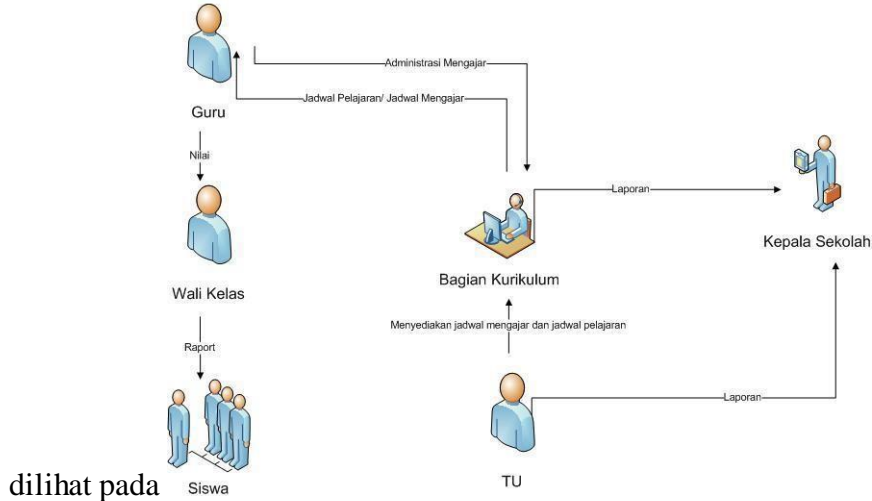 Administrasi Mengajar
Jadwal Pelajaran/ Jadwal Mengajar
Guru
Nilai
Laporan
Kepala Sekolah
Bagian Kurikulum
Wali Kelas
Menyediakan jadwal mengajar dan jadwal pelajaran
Raport
Laporan
dilihat pada
Siswa
TU